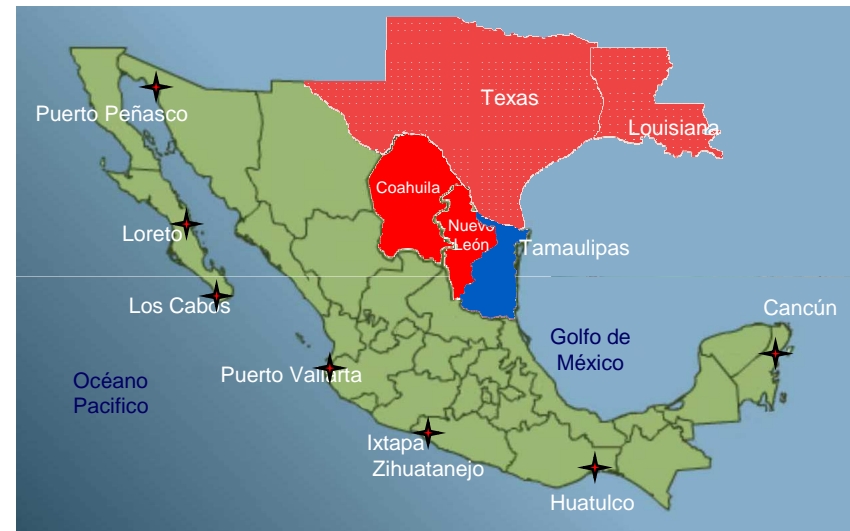 Texas
Puerto Peñasco
Louisiana
Coahuila
Nuevo
León
Loreto
Tamaulipas
Los Cabos
Cancún
Golfo de
México
Puerto Vallarta
Océano
Pacifico
Ixtapa
Zihuatanejo
Huatulco